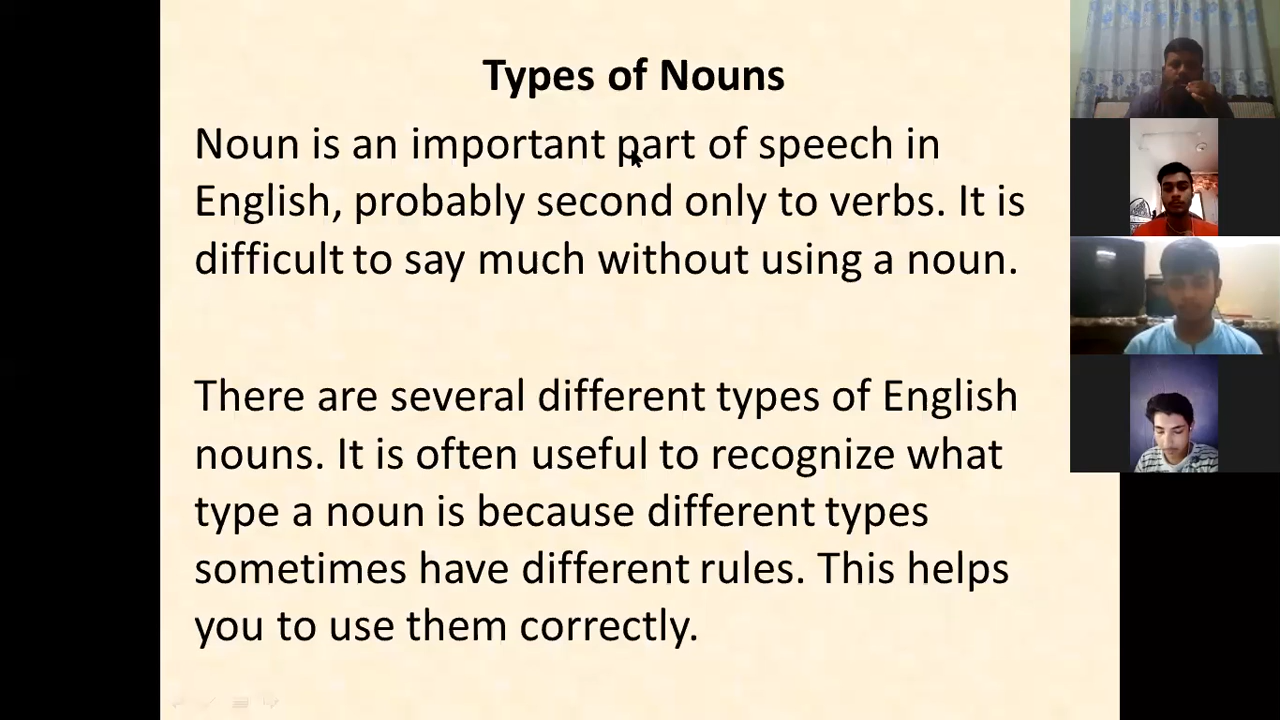 Types of Nouns
Noun is an important part of speech in
English, probably second only to verbs. It is
difficult to say much without using a noun.
There are several different types of English
nouns. It is often useful to recognize what
type a noun is because different types
sometimes have different rules. This helps
you to use them correctly.